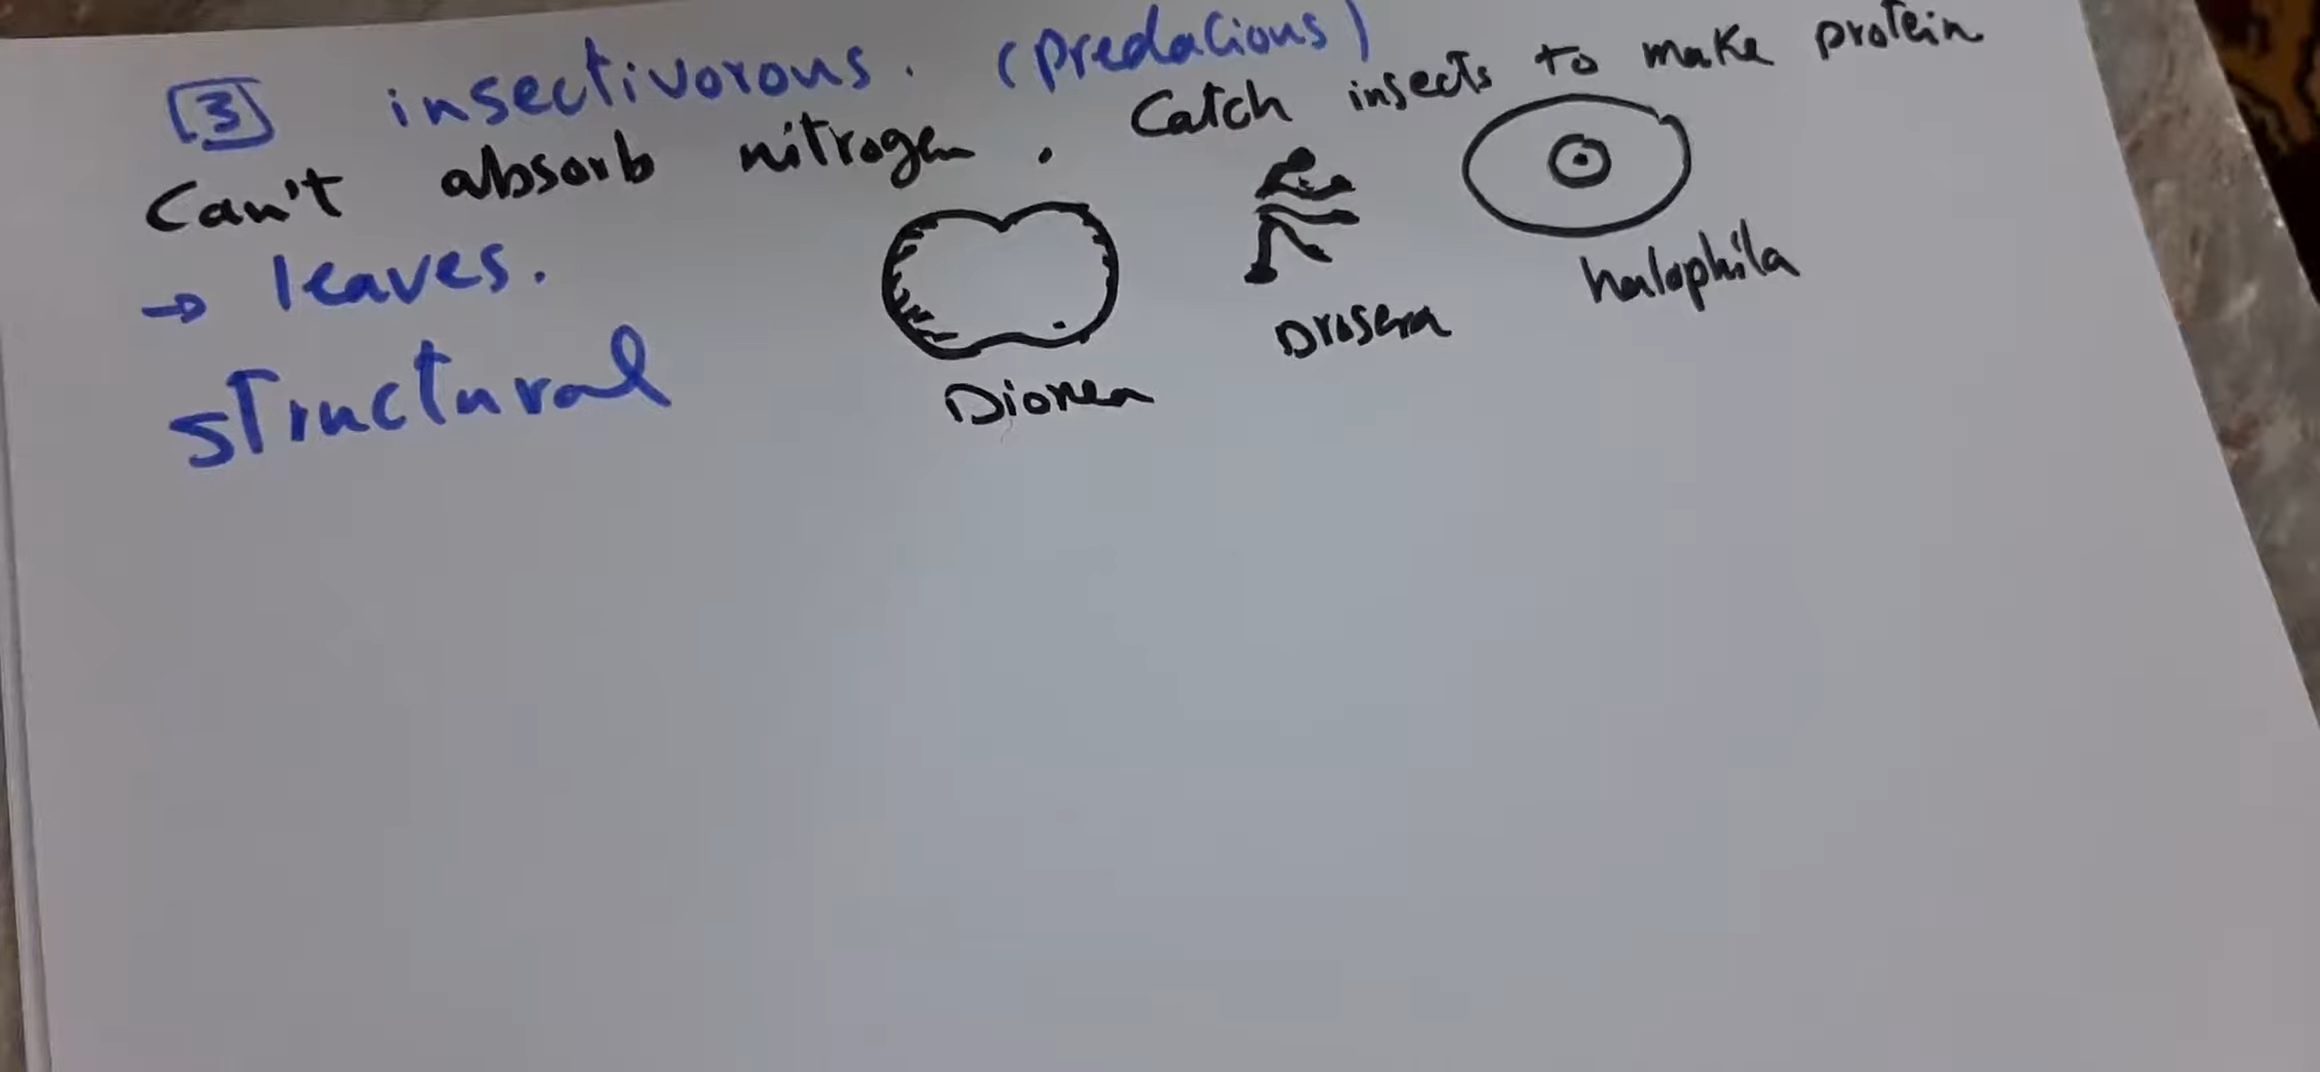 [3] insectivorous. (predacious)
Can't absorb nitrogen. Catch insects to make protein
→ leaves.
structural
Dionea
Drosera
halophila